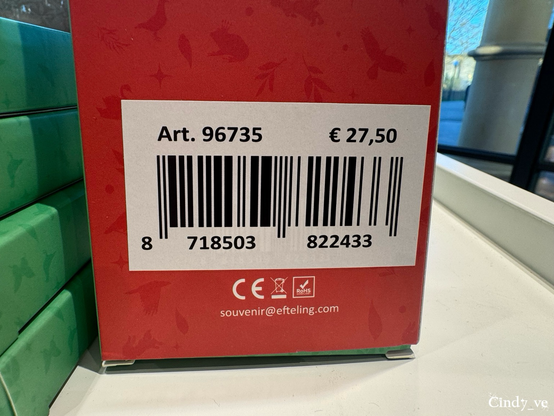 Art. 96735 € 27,50
8 718503 822433
CE RoHS
souvenir@efteling.com
Cindy_ve